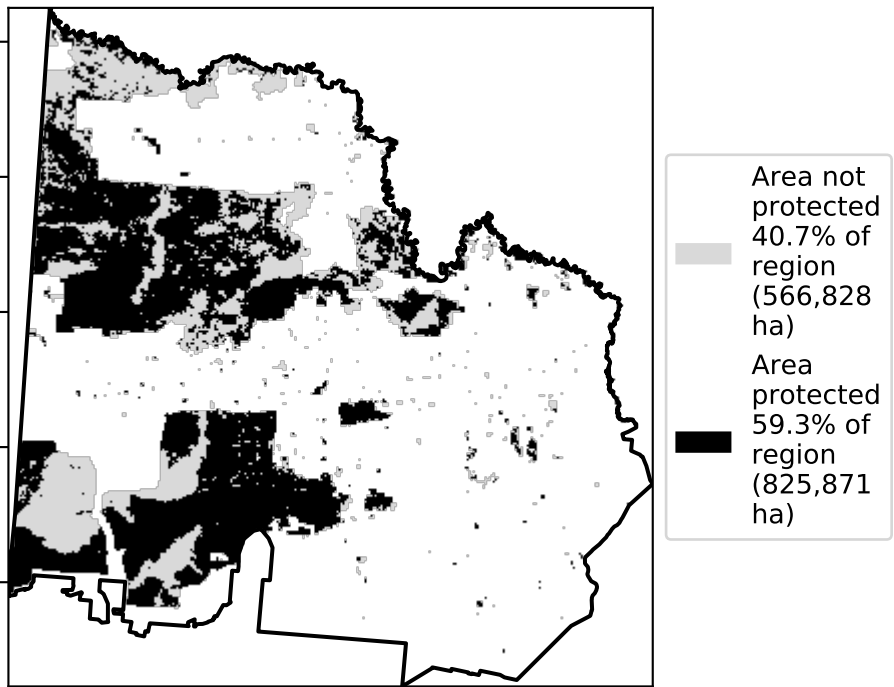 Area not
protected
40.7% of
region
(566,828
ha)
Area
protected
59.3% of
region
(825,871
ha)